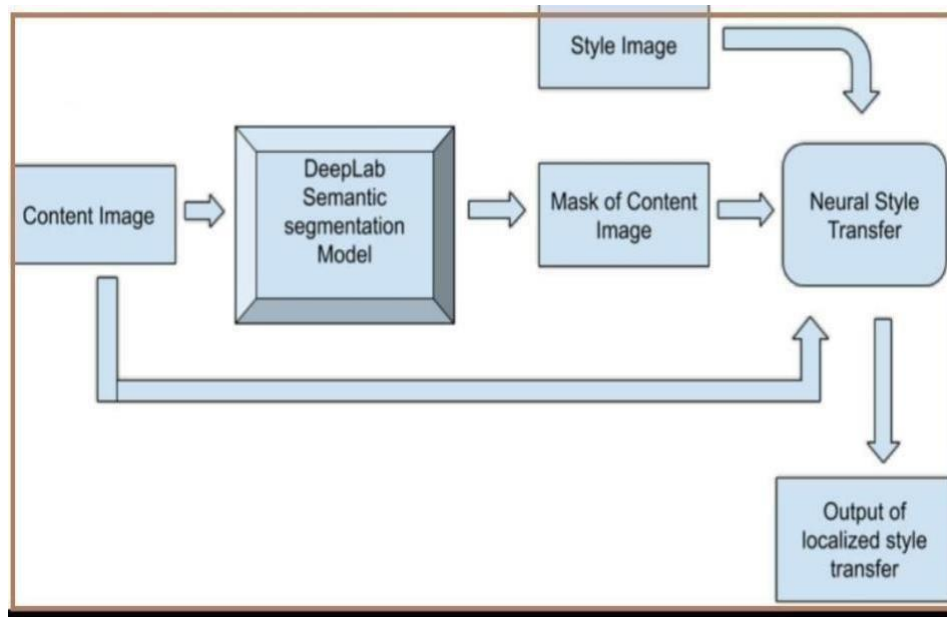 Style Image
Content Image
DeepLab
Semantic
segmentation
Model
Mask of Content
Image
Neural Style
Transfer
Output of
localized style
transfer